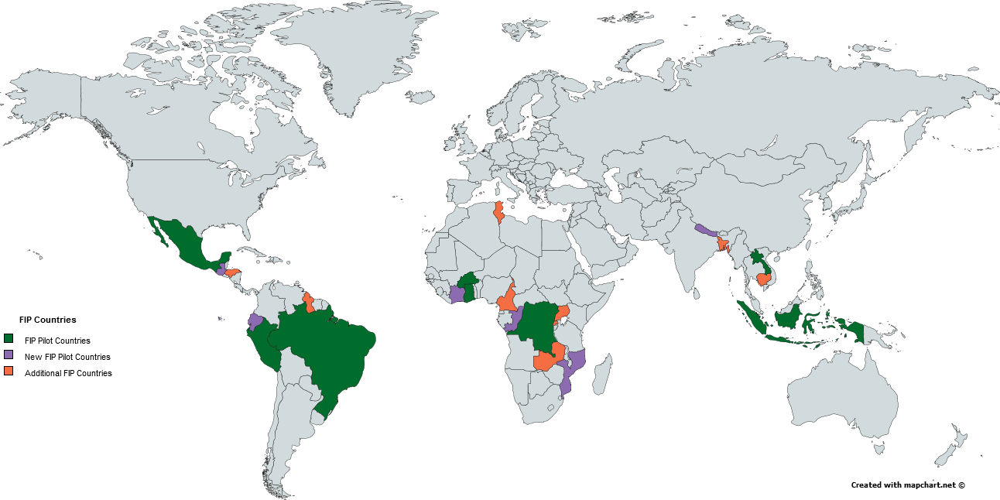 FIP Countries
FIP Pilot Countries
New FIP Pilot Countries
Additional FIP Countries
Created with mapchart.net ©